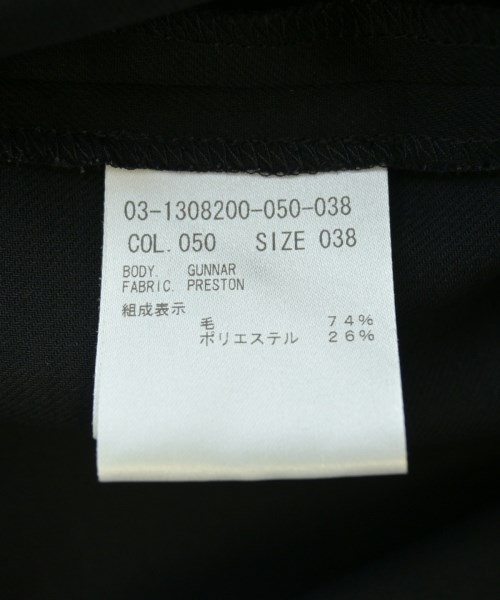 03-1308200-050-038
COL. 050 SIZE 038
BODY. GUNNAR
FABRIC. PRESTON
組成表示
毛 74%
ポリエステル 26%